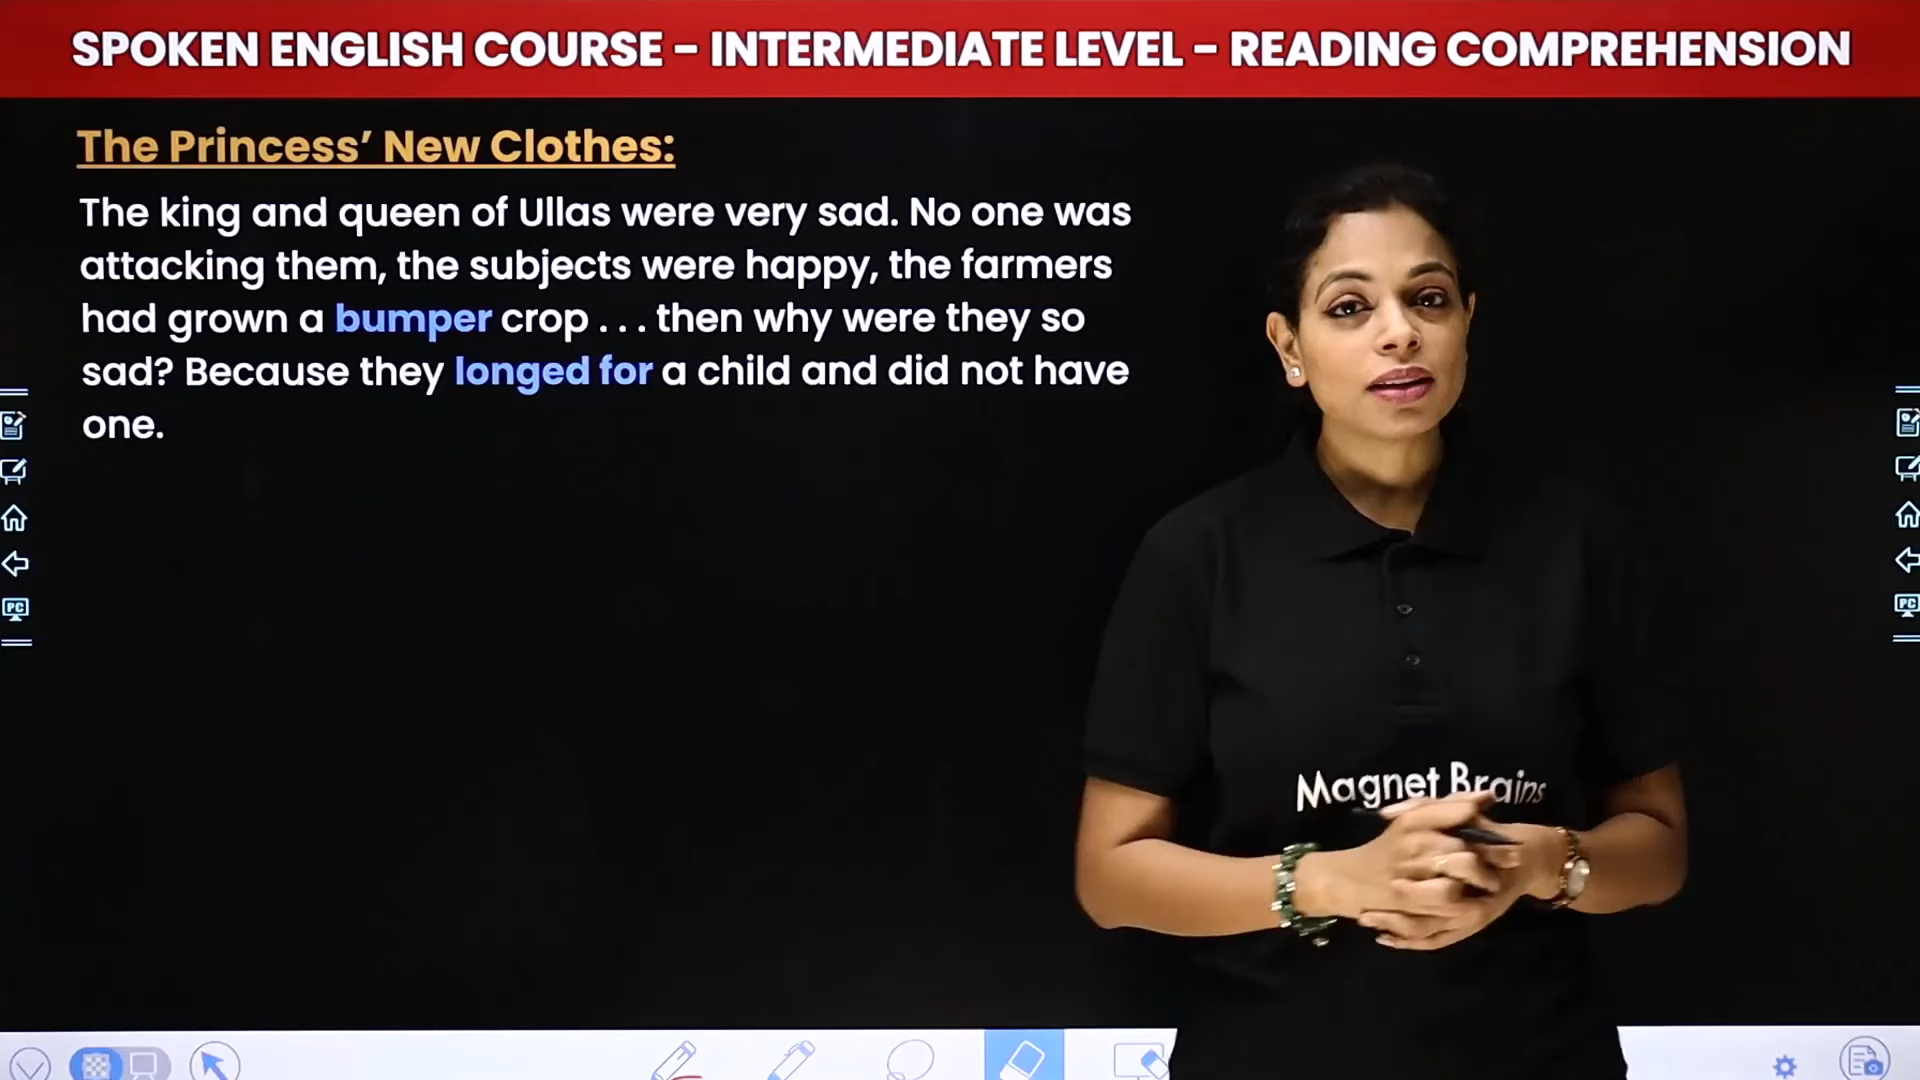 SPOKEN ENGLISH COURSE – INTERMEDIATE LEVEL – READING COMPREHENSION
The Princess’ New Clothes:
The king and queen of Ullas were very sad. No one was
attacking them, the subjects were happy, the farmers
had grown a bumper crop . . . then why were they so
sad? Because they longed for a child and did not have
one.
Magnet Brains
PC
PC